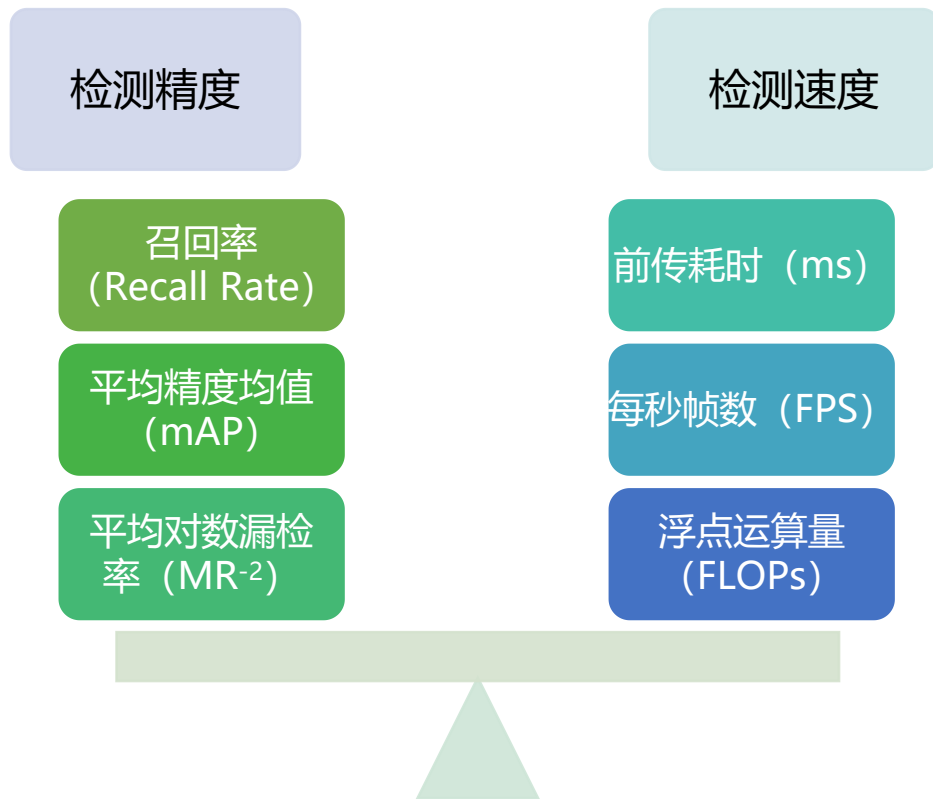 检测精度
检测速度
召回率
（Recall Rate）
平均精度均值
（mAP）
平均对数漏检
率（MR-2）
前传耗时（ms）
每秒帧数（FPS）
浮点运算量
（FLOPs）